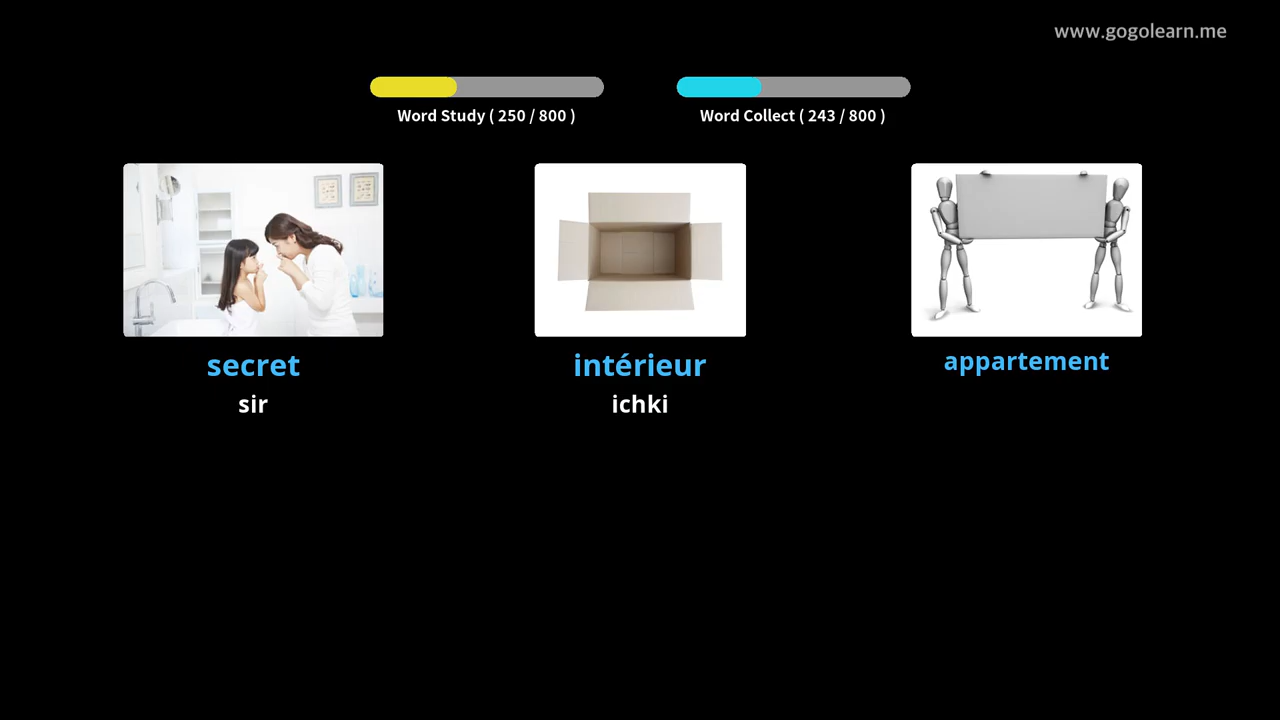 www.gogolearn.me
Word Study ( 250 / 800 )
Word Collect ( 243 / 800 )
secret
intérieur
appartement
sir
ichki